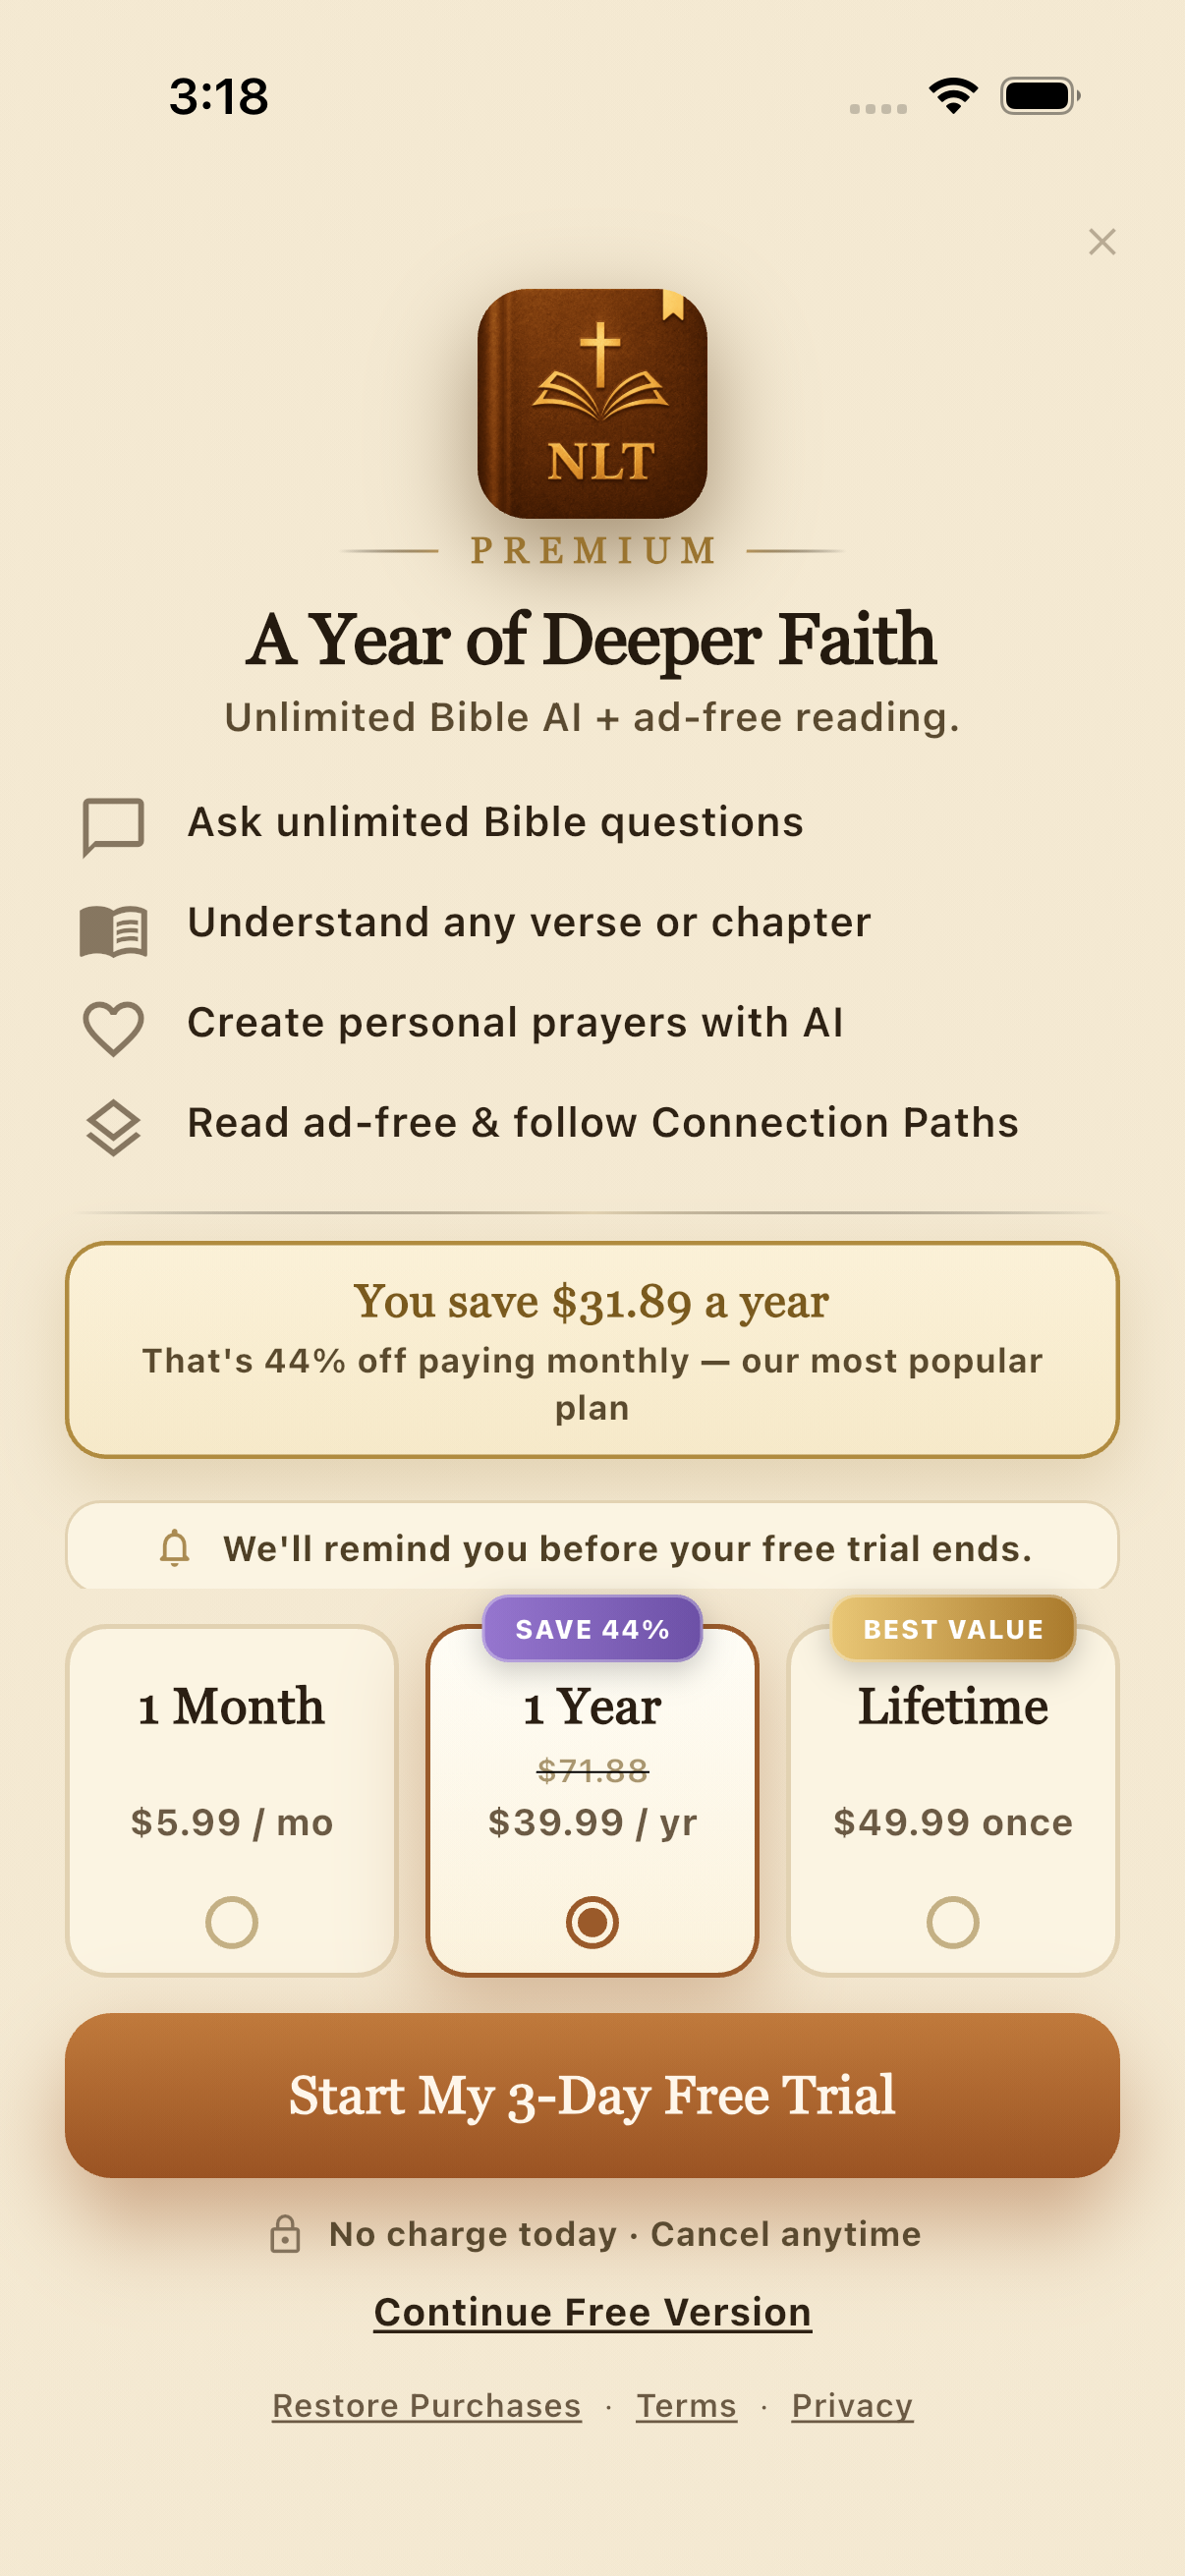 3:18
NLT
PREMIUM
A Year of Deeper Faith
Unlimited Bible AI + ad-free reading.
Ask unlimited Bible questions
Understand any verse or chapter
Create personal prayers with AI
Read ad-free & follow Connection Paths
You save $31.89 a year
That's 44% off paying monthly — our most popular
plan
We'll remind you before your free trial ends.
SAVE 44%
BEST VALUE
1 Month
1 Year
Lifetime
$71.88
$5.99 / mo
$39.99 / yr
$49.99 once
Start My 3-Day Free Trial
No charge today · Cancel anytime
Continue Free Version
Restore Purchases · Terms · Privacy